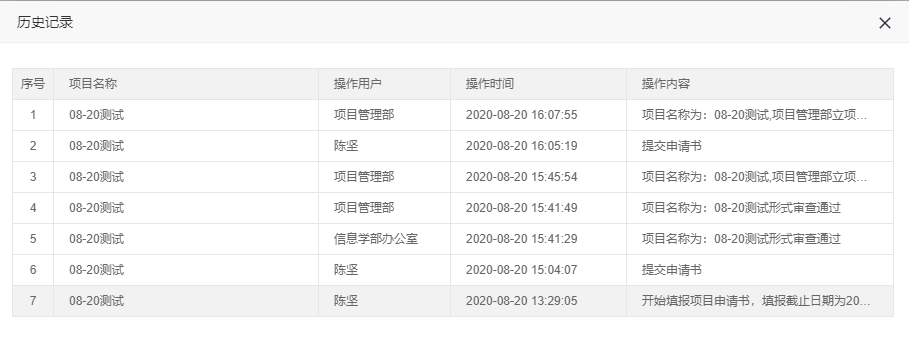 历史记录
序号 项目名称 操作用户 操作时间 操作内容
1 08-20测试 项目管理部 2020-08-20 16:07:55 项目名称为：08-20测试,项目管理部立项...
2 08-20测试 陈坚 2020-08-20 16:05:19 提交申请书
3 08-20测试 项目管理部 2020-08-20 15:45:54 项目名称为：08-20测试,项目管理部立项...
4 08-20测试 项目管理部 2020-08-20 15:41:49 项目名称为：08-20测试形式审查通过
5 08-20测试 信息学部办公室 2020-08-20 15:41:29 项目名称为：08-20测试形式审查通过
6 08-20测试 陈坚 2020-08-20 15:04:07 提交申请书
7 08-20测试 陈坚 2020-08-20 13:29:05 开始填报项目申请书，填报截止日期为20...